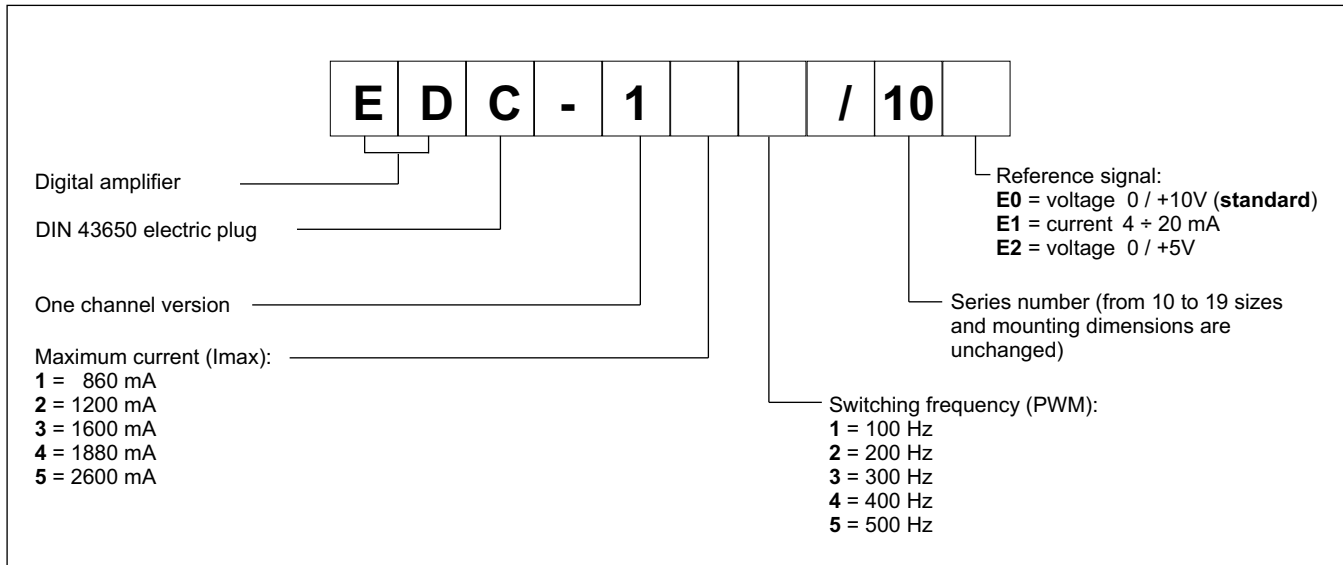 E D C - 1 / 10
Digital amplifier
DIN 43650 electric plug
One channel version
Maximum current (Imax):
1 = 860 mA
2 = 1200 mA
3 = 1600 mA
4 = 1880 mA
5 = 2600 mA
Reference signal:
E0 = voltage 0 / +10V (standard)
E1 = current 4 ÷ 20 mA
E2 = voltage 0 / +5V
Series number (from 10 to 19 sizes
and mounting dimensions are
unchanged)
Switching frequency (PWM):
1 = 100 Hz
2 = 200 Hz
3 = 300 Hz
4 = 400 Hz
5 = 500 Hz